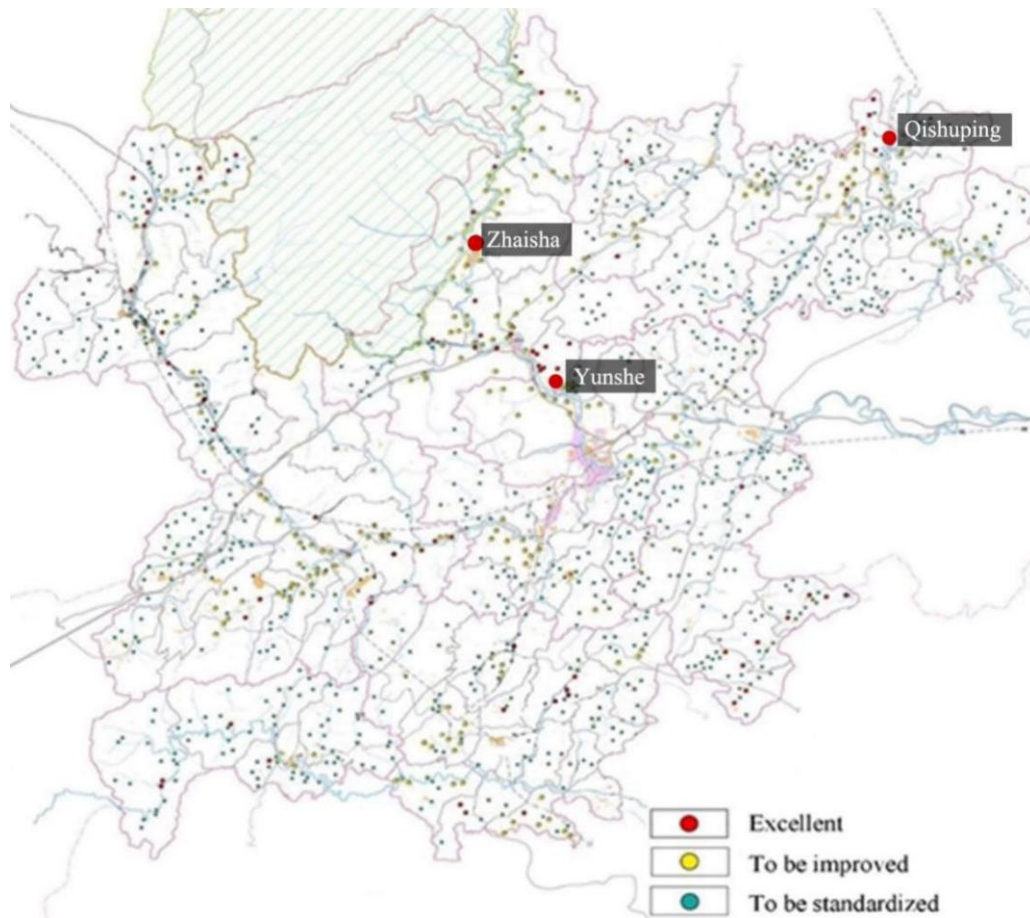 Qishuping
Zhaisha
Yunshe
Excellent
To be improved
To be standardized